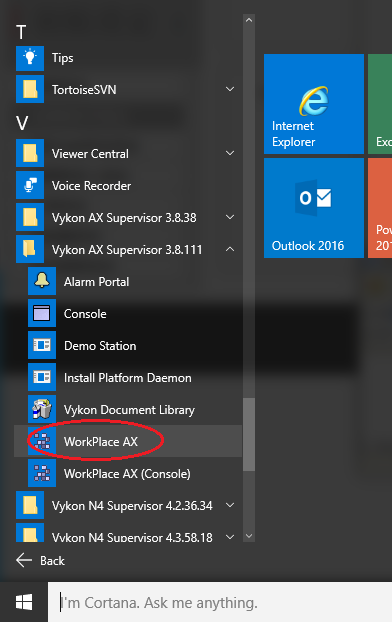 T
Tips
TortoiseSVN
V
Viewer Central
Voice Recorder
Vykon AX Supervisor 3.8.38
Vykon AX Supervisor 3.8.111
Alarm Portal
Console
Demo Station
Install Platform Daemon
Vykon Document Library
WorkPlace AX
WorkPlace AX (Console)
Vykon N4 Supervisor 4.2.36.34
Vykon N4 Supervisor 4.3.58.18
Back
I'm Cortana. Ask me anything.
Internet
Explorer
Exc
Outlook 2016
Pow
201